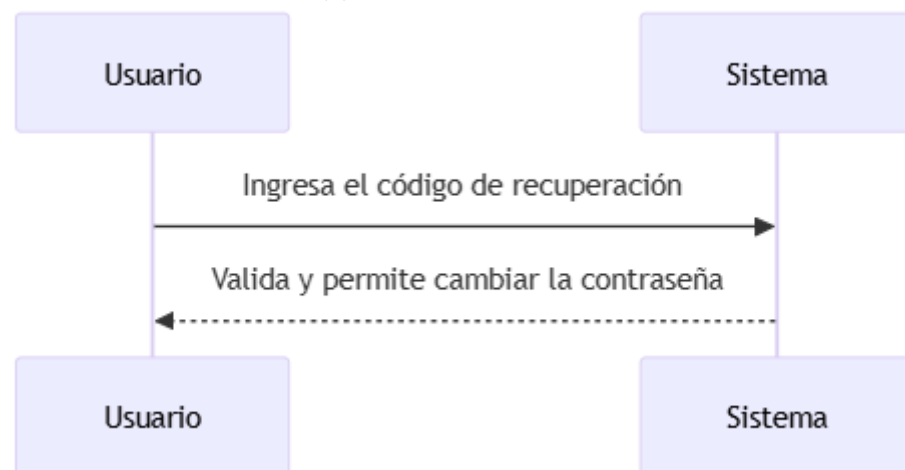 Usuario
Sistema
Ingresa el código de recuperación
Valida y permite cambiar la contraseña
Usuario
Sistema